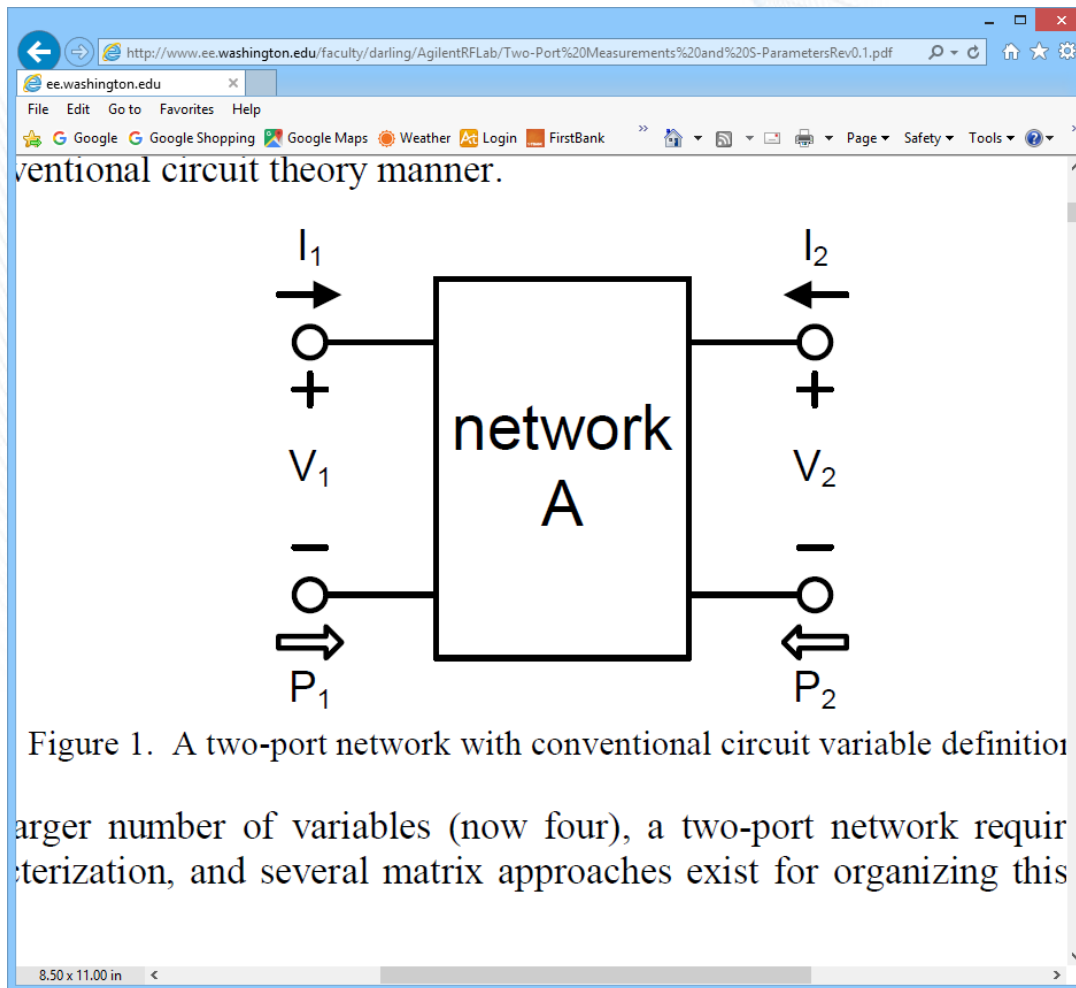 http://www.ee.washington.edu/faculty/darling/AgilentRFLab/Two-Port%20Measurements%20and%20S-ParametersRev0.1.pdf
ee.washington.edu
File Edit Go to Favorites Help
Google Google Shopping Google Maps Weather Login FirstBank » Page Safety Tools
ventional circuit theory manner.
I1 I2
+ +
network
V1 V2
A
− −
P1 P2
Figure 1. A two-port network with conventional circuit variable definition
arger number of variables (now four), a two-port network requir
cterization, and several matrix approaches exist for organizing this
8.50 x 11.00 in